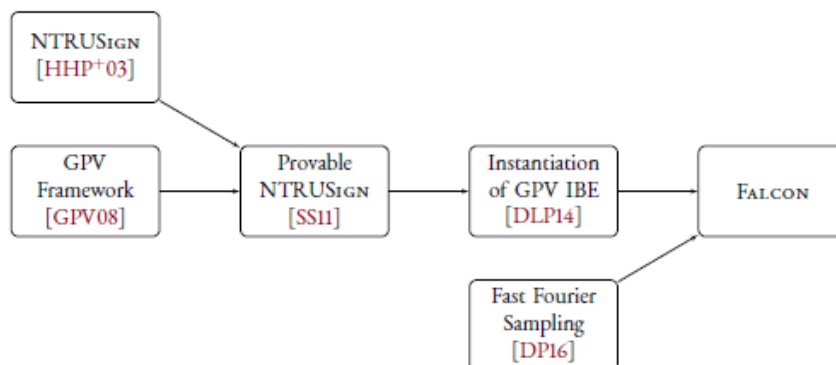 NTRUSIGN
[HHP+03]
GPV
Framework
[GPV08]
Provable
NTRUSIGN
[SS11]
Instantiation
of GPV IBE
[DLP14]
FALCON
Fast Fourier
Sampling
[DP16]